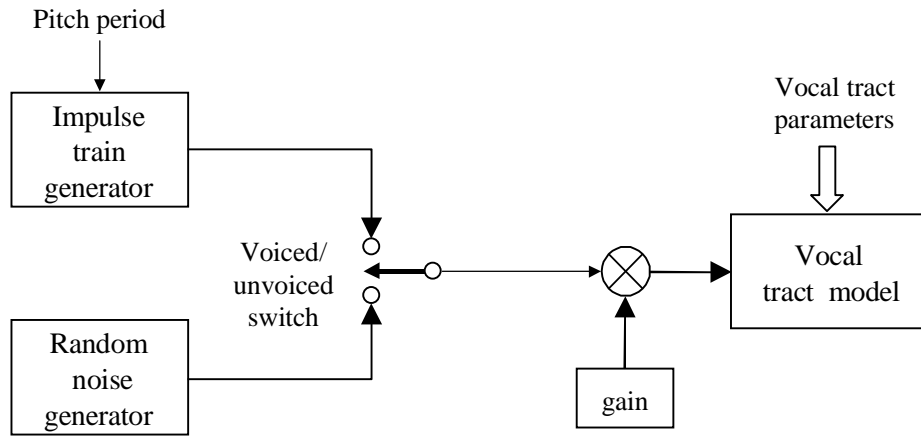 Pitch period
Impulse
train
generator
Vocal tract
parameters
Voiced/
unvoiced
switch
Vocal
tract model
Random
noise
generator
gain